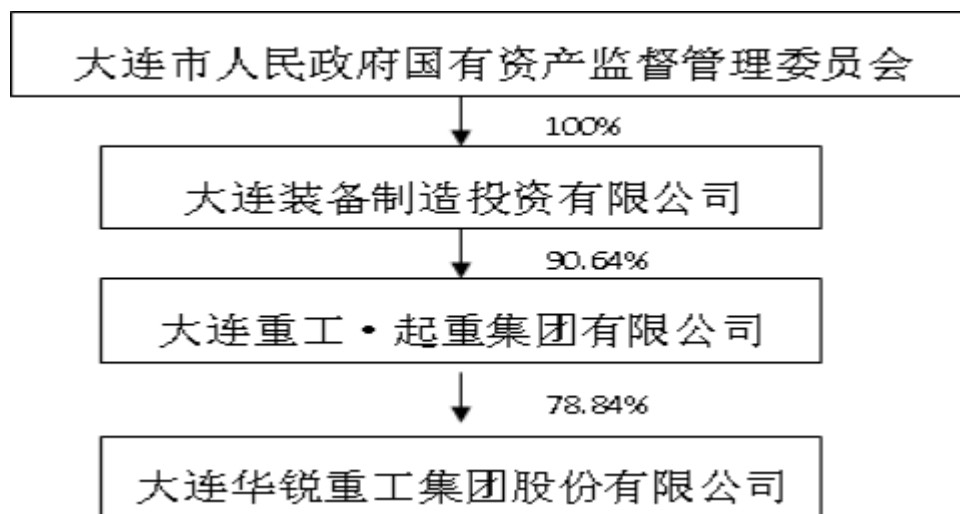 大连市人民政府国有资产监督管理委员会
100%
大连装备制造投资有限公司
90.64%
大连重工·起重集团有限公司
78.84%
大连华锐重工集团股份有限公司